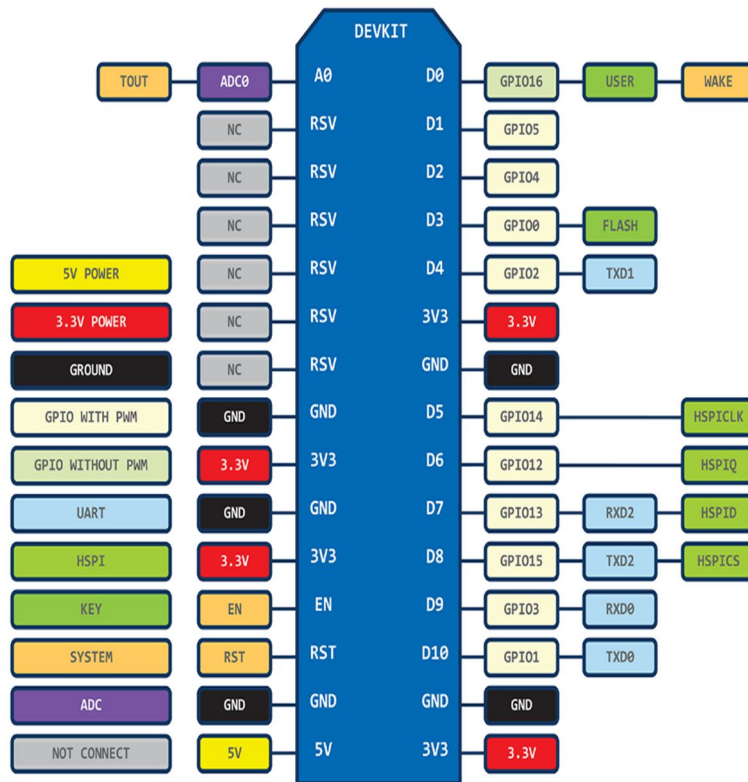 DEVKIT
TOUT ADC0 A0 D0 GPIO16 USER WAKE
NC RSV D1 GPIO5
NC RSV D2 GPIO4
NC RSV D3 GPIO0 FLASH
5V POWER NC RSV D4 GPIO2 TXD1
3.3V POWER NC RSV 3V3 3.3V
GROUND NC RSV GND GND
GPIO WITH PWM GND GND D5 GPIO14 HSPICLK
GPIO WITHOUT PWM 3.3V 3V3 D6 GPIO12 HSPIQ
UART GND GND D7 GPIO13 RXD2 HSPID
HSPI 3.3V 3V3 D8 GPIO15 TXD2 HSPICS
KEY EN EN D9 GPIO3 RXD0
SYSTEM RST RST D10 GPIO1 TXD0
ADC GND GND GND GND
NOT CONNECT 5V 5V 3V3 3.3V